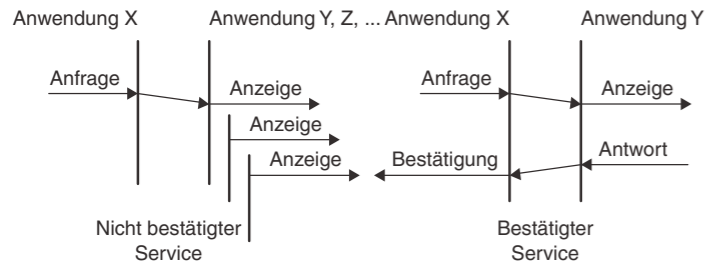 Anwendung X
Anwendung Y, Z, ...
Anwendung X
Anwendung Y
Anfrage
Anzeige
Anzeige
Anzeige
Anfrage
Anzeige
Bestätigung
Antwort
Nicht bestätigter
Service
Bestätigter
Service